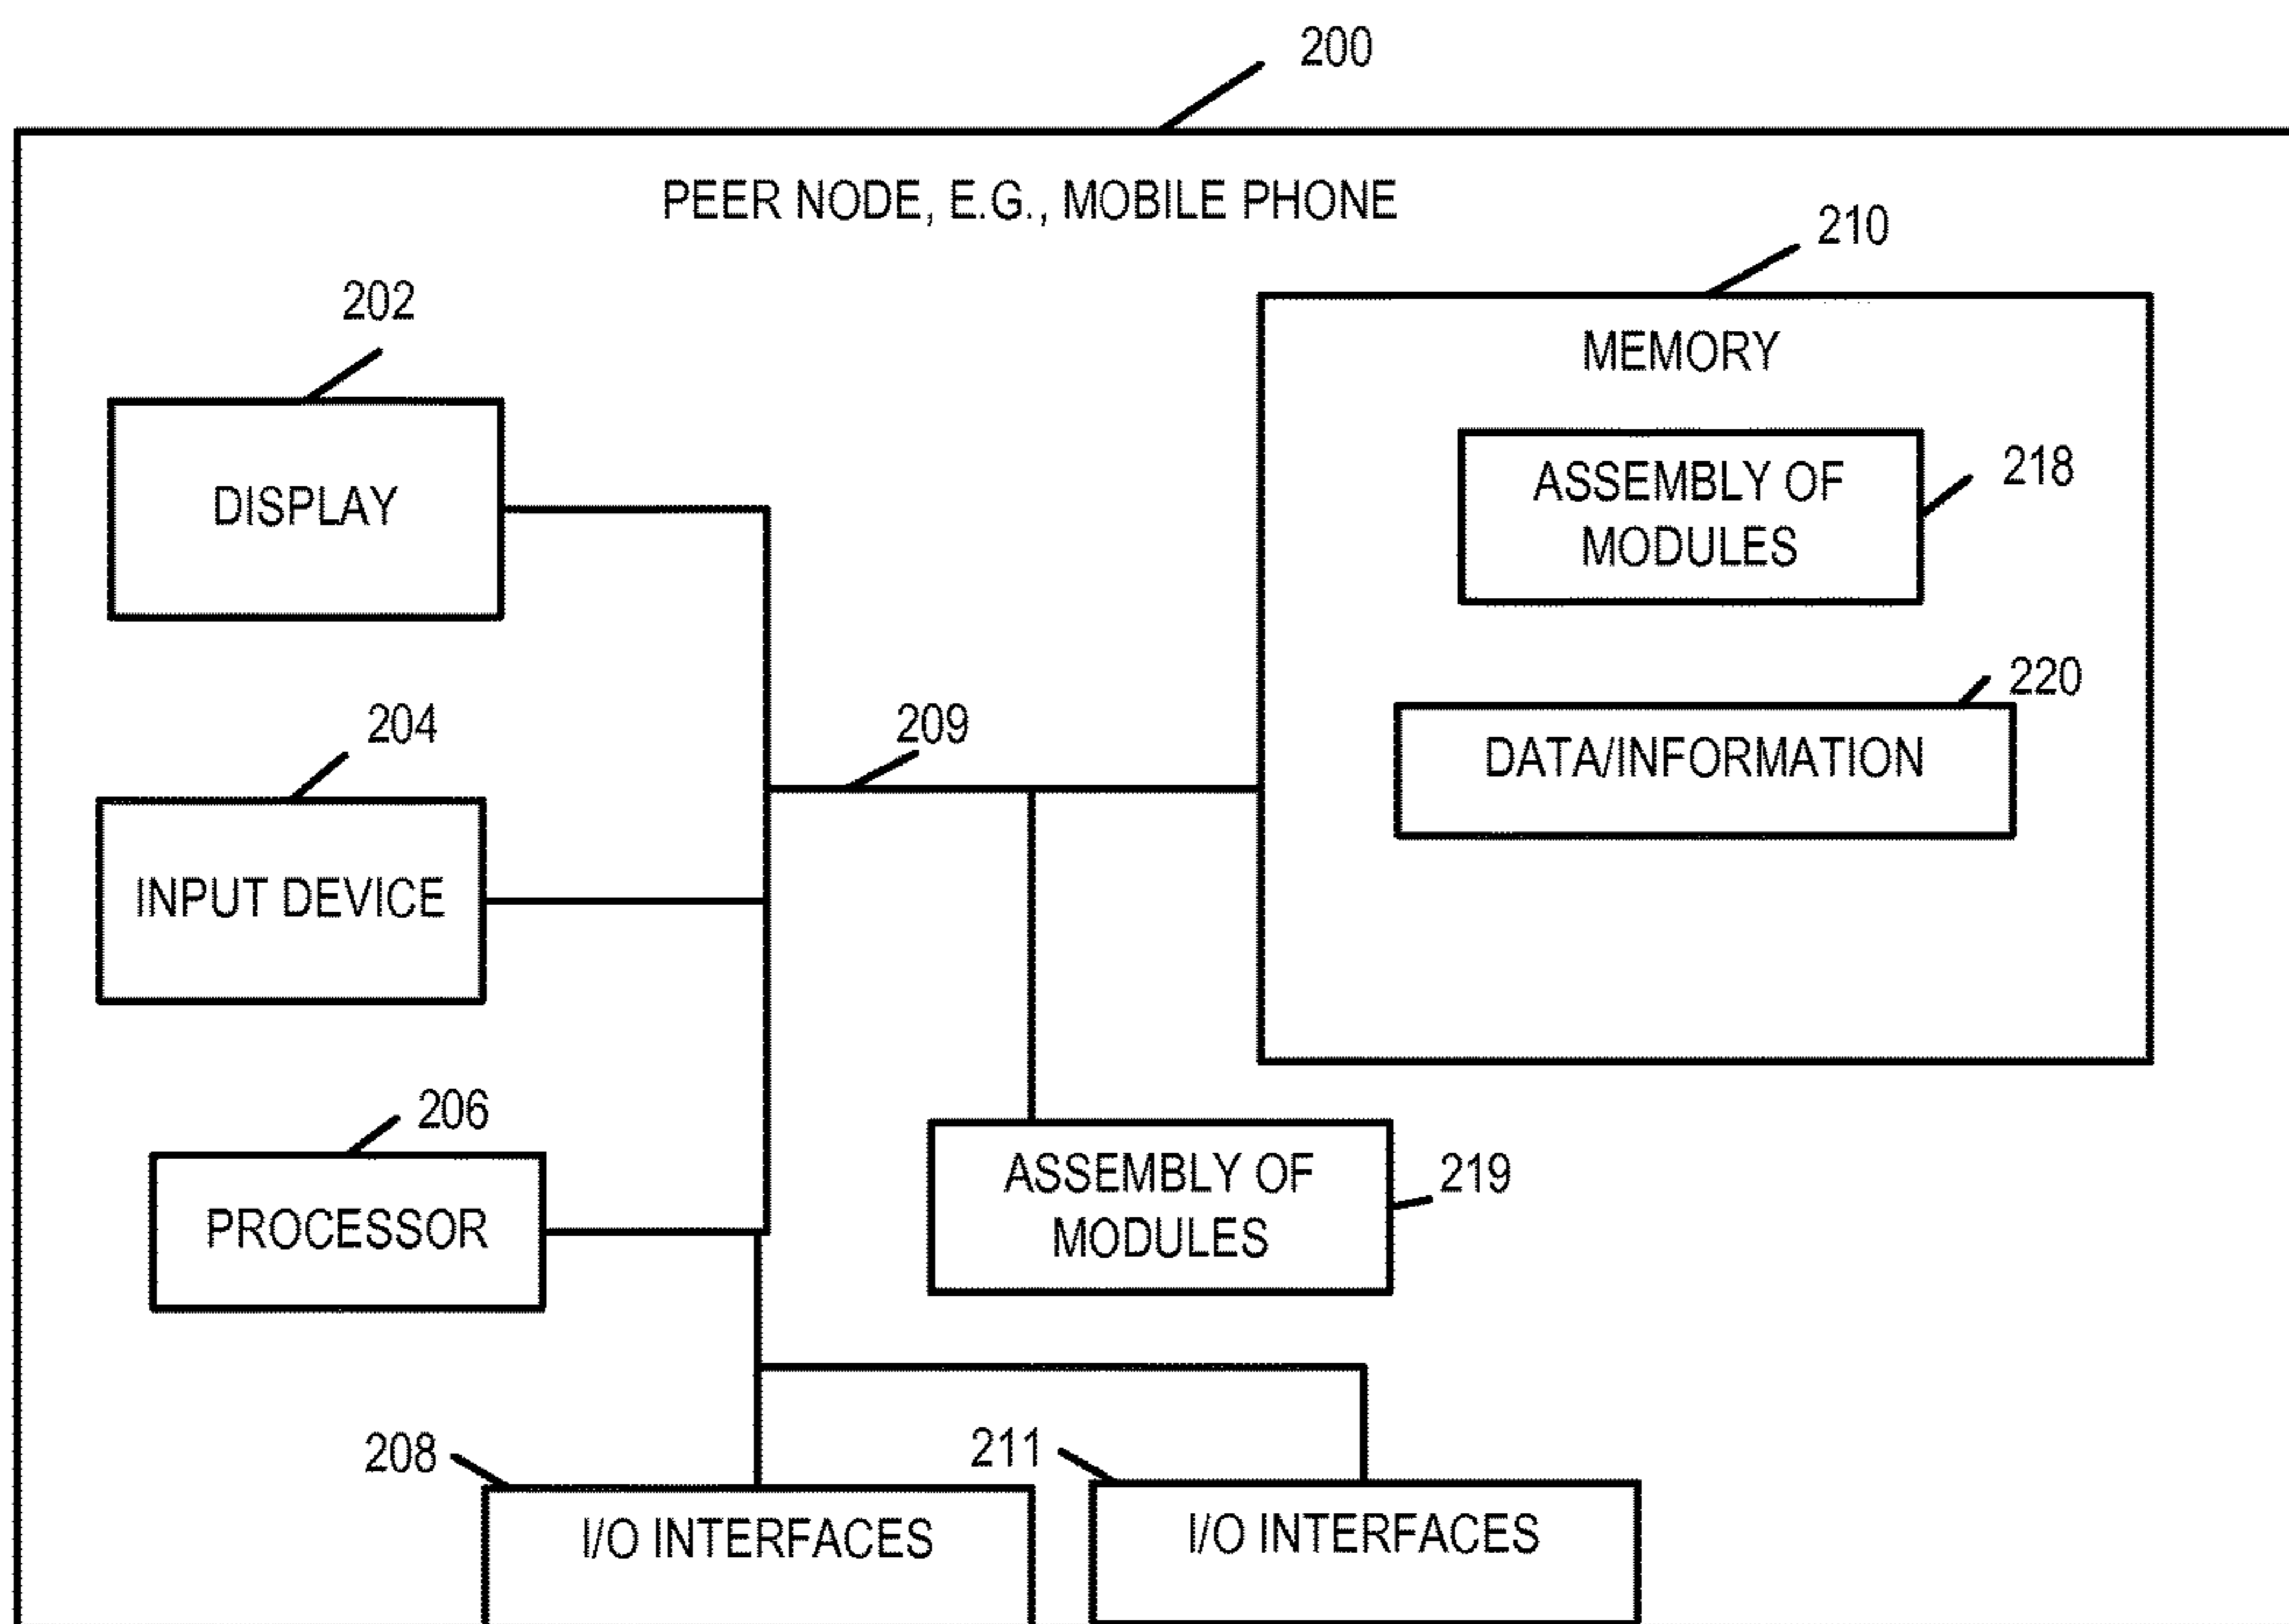 200
PEER NODE, E.G., MOBILE PHONE
210
202
MEMORY
DISPLAY
ASSEMBLY OF
MODULES
218
220
204
209
DATA/INFORMATION
INPUT DEVICE
206
PROCESSOR
ASSEMBLY OF
MODULES
219
208
211
I/O INTERFACES
I/O INTERFACES